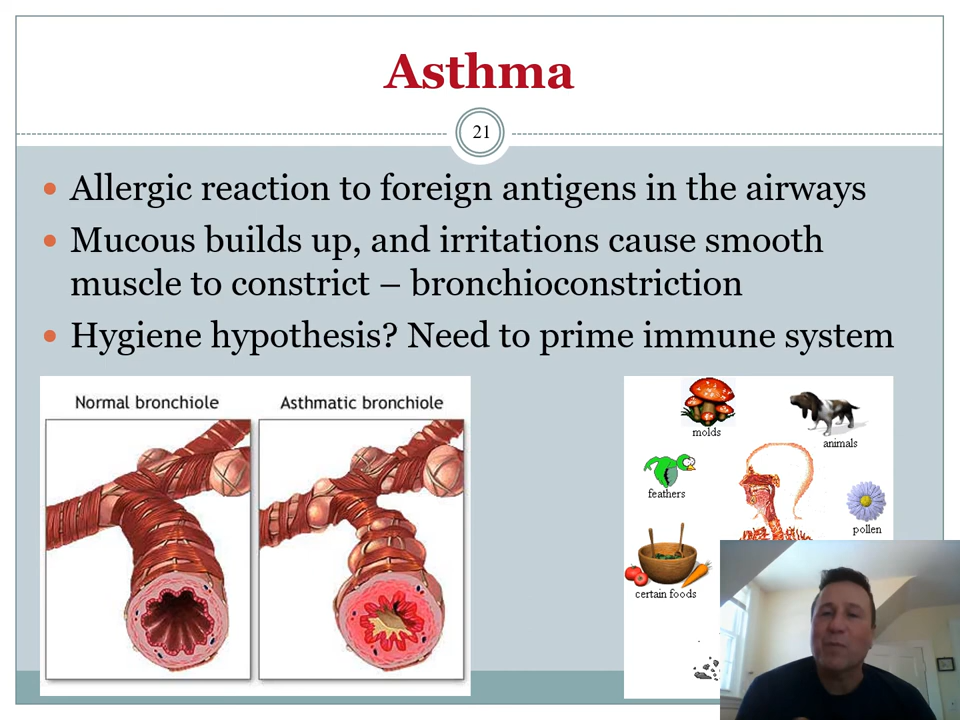 Asthma
21
• Allergic reaction to foreign antigens in the airways
• Mucous builds up, and irritations cause smooth
muscle to constrict – bronchioconstriction
• Hygiene hypothesis? Need to prime immune system
Normal bronchiole
Asthmatic bronchiole
molds
animals
feathers
pollen
certain foods